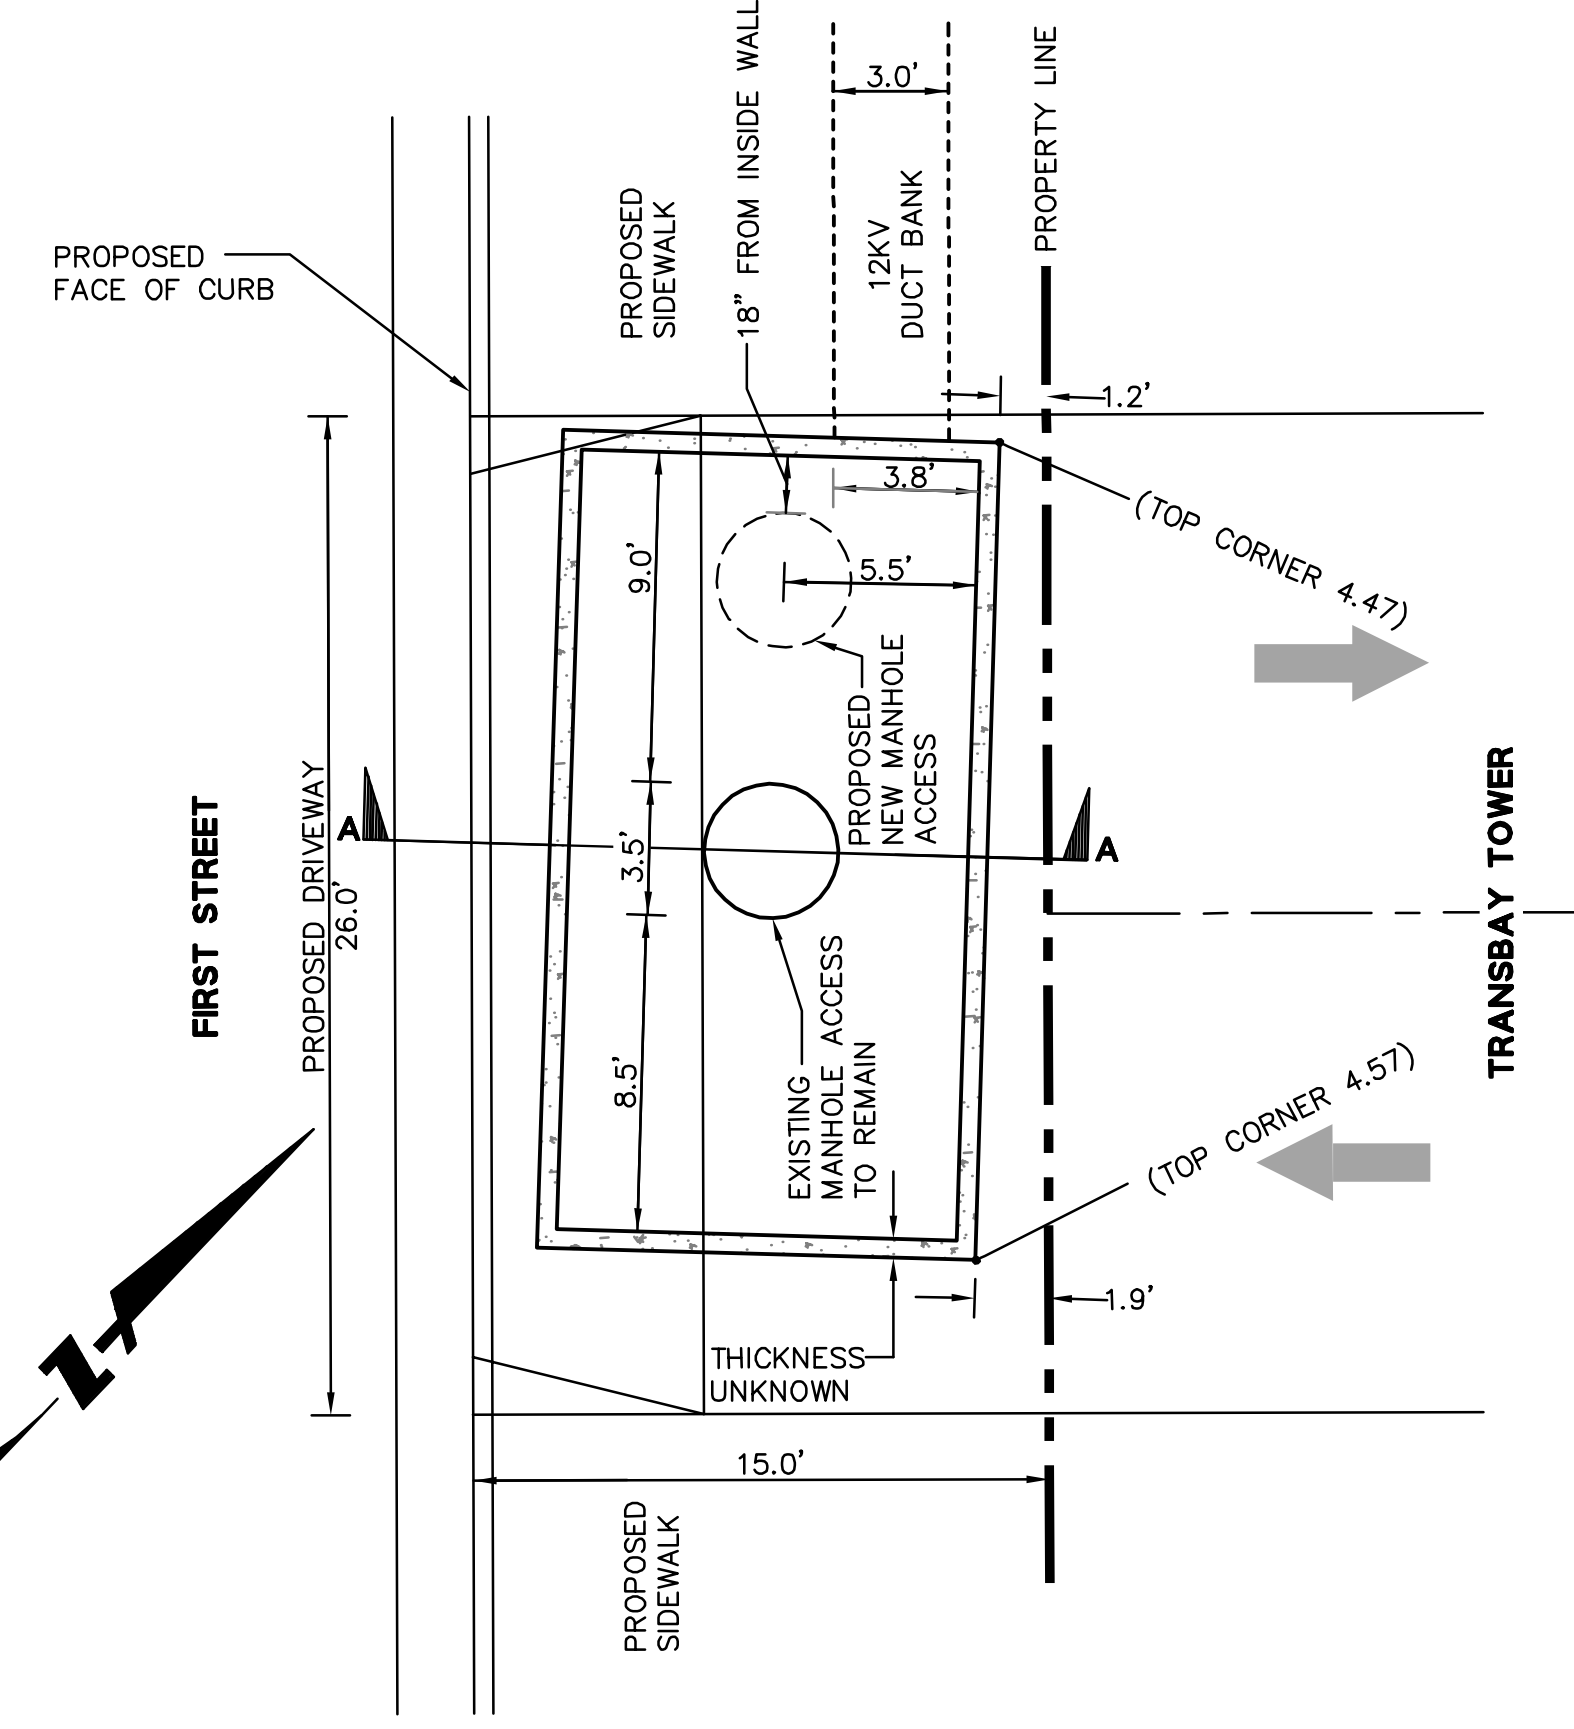 18” FROM INSIDE WALL
3.0’
PROPERTY LINE
PROPOSED
SIDEWALK
12KV
DUCT BANK
PROPOSED
FACE OF CURB
1.2’
3.8’
(TOP CORNER 4.47)
9.0’
5.5’
PROPOSED
NEW MANHOLE
ACCESS
FIRST STREET
PROPOSED DRIVEWAY
26.0’
A
3.5’
A
TRANSBAY TOWER
8.5’
EXISTING
MANHOLE ACCESS
TO REMAIN
(TOP CORNER 4.57)
N
1.9’
THICKNESS
UNKNOWN
15.0’
PROPOSED
SIDEWALK